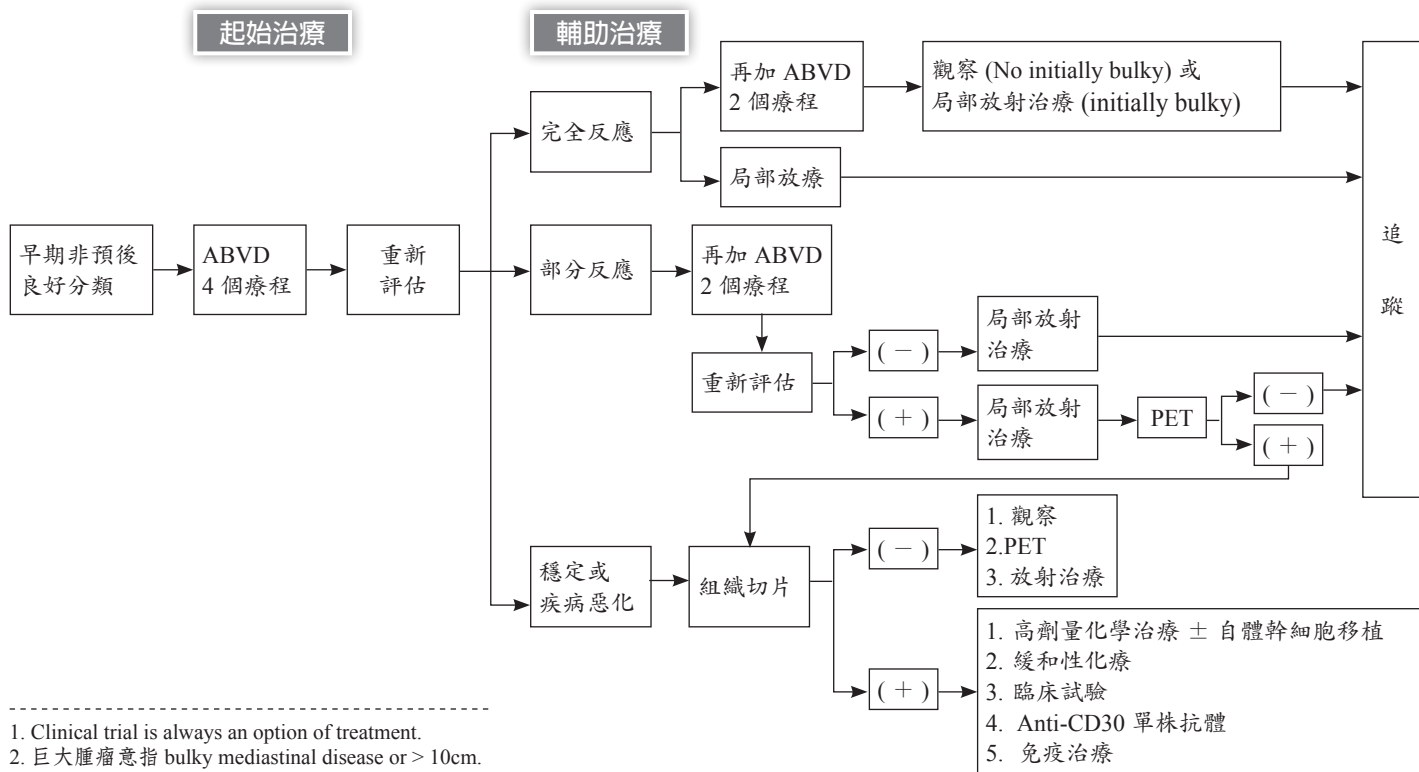 起始治療
輔助治療
再加 ABVD
2 個療程
觀察 (No initially bulky) 或
局部放射治療 (initially bulky)
完全反應
局部放療
早期非預後
良好分類
ABVD
4 個療程
重新
評估
部分反應
再加 ABVD
2 個療程
追
蹤
重新評估
( − )
局部放射
治療
( + )
局部放射
治療
PET
( − )
( + )
穩定或
疾病惡化
組織切片
( − )
1. 觀察
2.PET
3. 放射治療
( + )
1. 高劑量化學治療 ± 自體幹細胞移植
2. 緩和性化療
3. 臨床試驗
4. Anti-CD30 單株抗體
5. 免疫治療
1. Clinical trial is always an option of treatment.
2. 巨大腫瘤意指 bulky mediastinal disease or > 10cm.